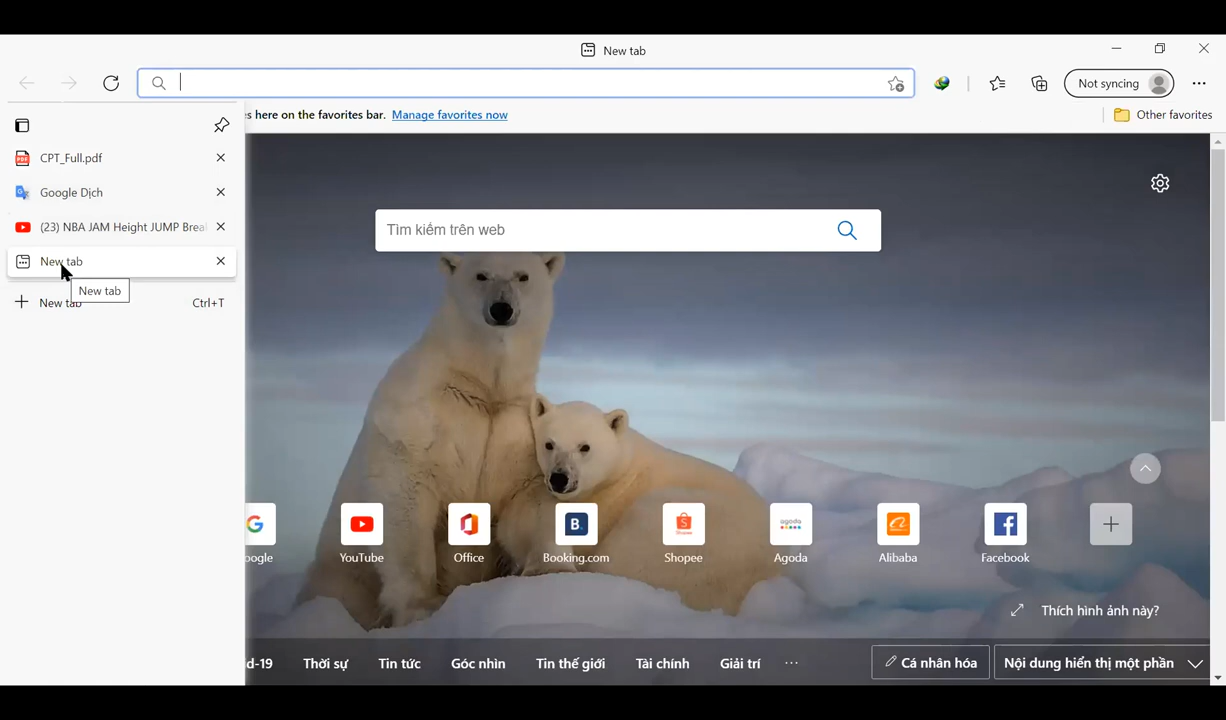 New tab
Not syncing
s here on the favorites bar. Manage favorites now
Other favorites
CPT_Full.pdf
Google Dịch
(23) NBA JAM Height JUMP Brea
New tab
New tab
New tab Ctrl+T
Tìm kiếm trên web
oogle YouTube Office Booking.com Shopee Agoda Alibaba Facebook
Thích hình ảnh này?
d-19 Thời sự Tin tức Góc nhìn Tin thế giới Tài chính Giải trí ... Cá nhân hóa Nội dung hiển thị một phần